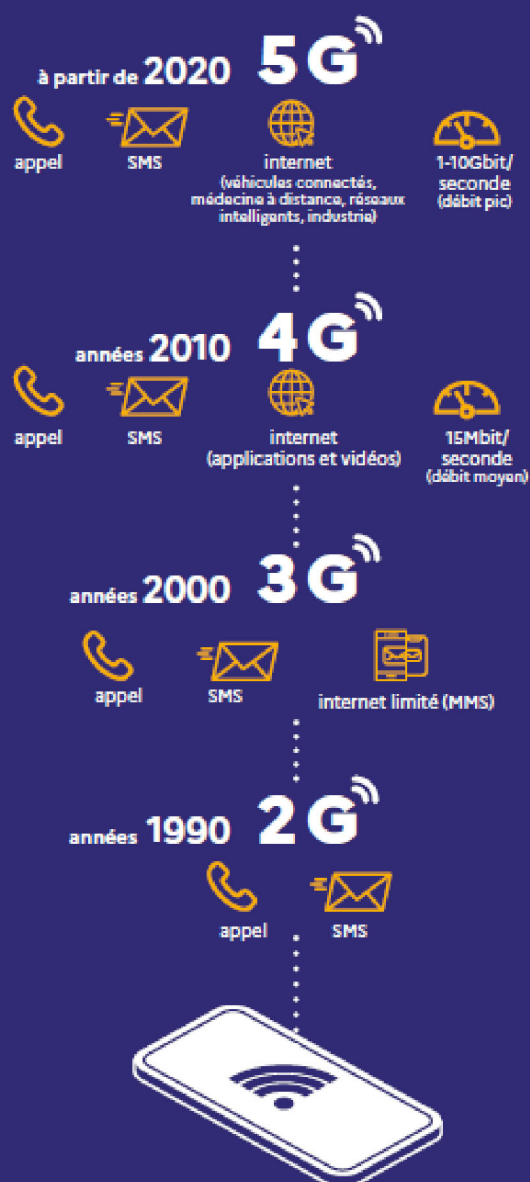 à partir de 2020 5G
appel
SMS
internet
(véhicules connectés,
médecine à distance, réseaux
intelligents, industrie)
1-10Gbit/
seconde
(débit pic)
années 2010 4G
appel
SMS
internet
(applications et vidéos)
15Mbit/
seconde
(débit moyen)
années 2000 3G
appel
SMS
internet limité (MMS)
années 1990 2G
appel
SMS